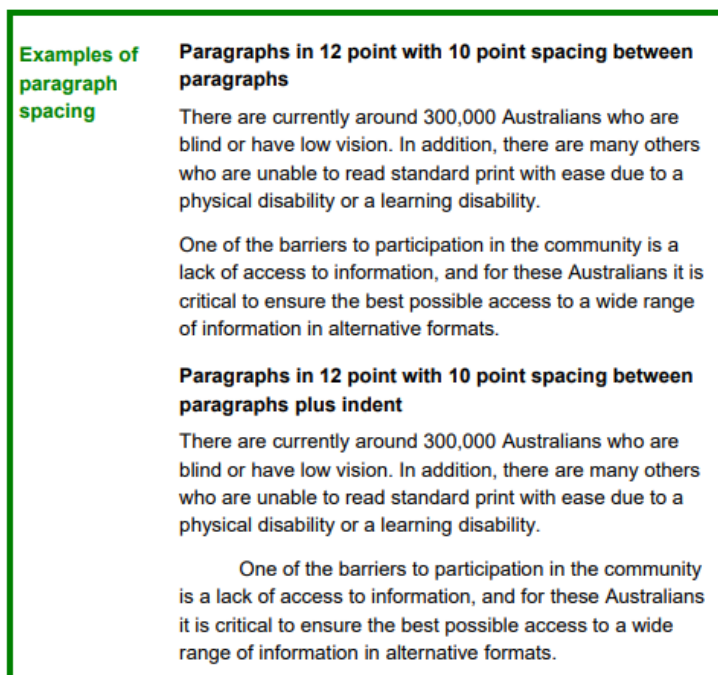 Examples of
paragraph
spacing
Paragraphs in 12 point with 10 point spacing between
paragraphs
There are currently around 300,000 Australians who are
blind or have low vision. In addition, there are many others
who are unable to read standard print with ease due to a
physical disability or a learning disability.
One of the barriers to participation in the community is a
lack of access to information, and for these Australians it is
critical to ensure the best possible access to a wide range
of information in alternative formats.
Paragraphs in 12 point with 10 point spacing between
paragraphs plus indent
There are currently around 300,000 Australians who are
blind or have low vision. In addition, there are many others
who are unable to read standard print with ease due to a
physical disability or a learning disability.
One of the barriers to participation in the community
is a lack of access to information, and for these Australians
it is critical to ensure the best possible access to a wide
range of information in alternative formats.